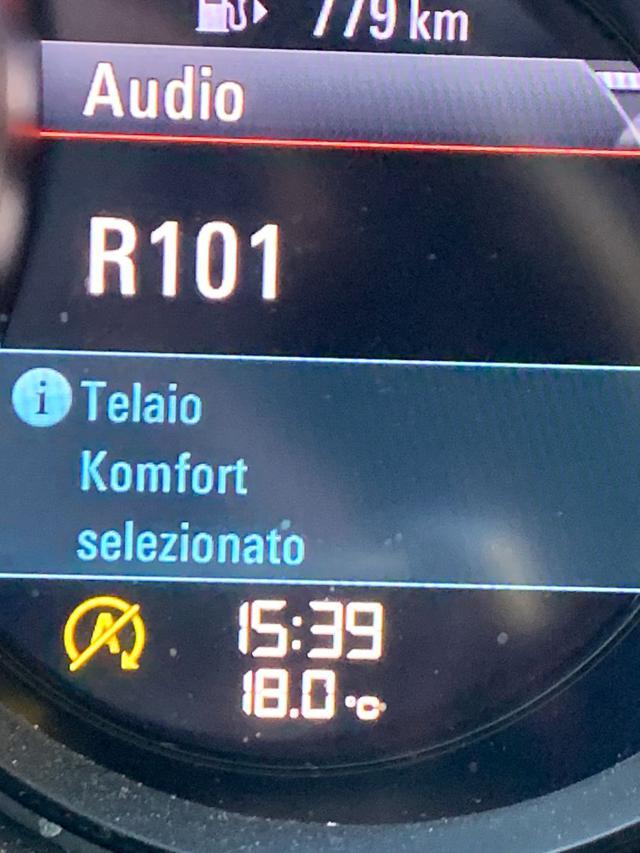 779 km
Audio
R101
i Telaio
Komfort
selezionato
A 15:39
18.0 °C